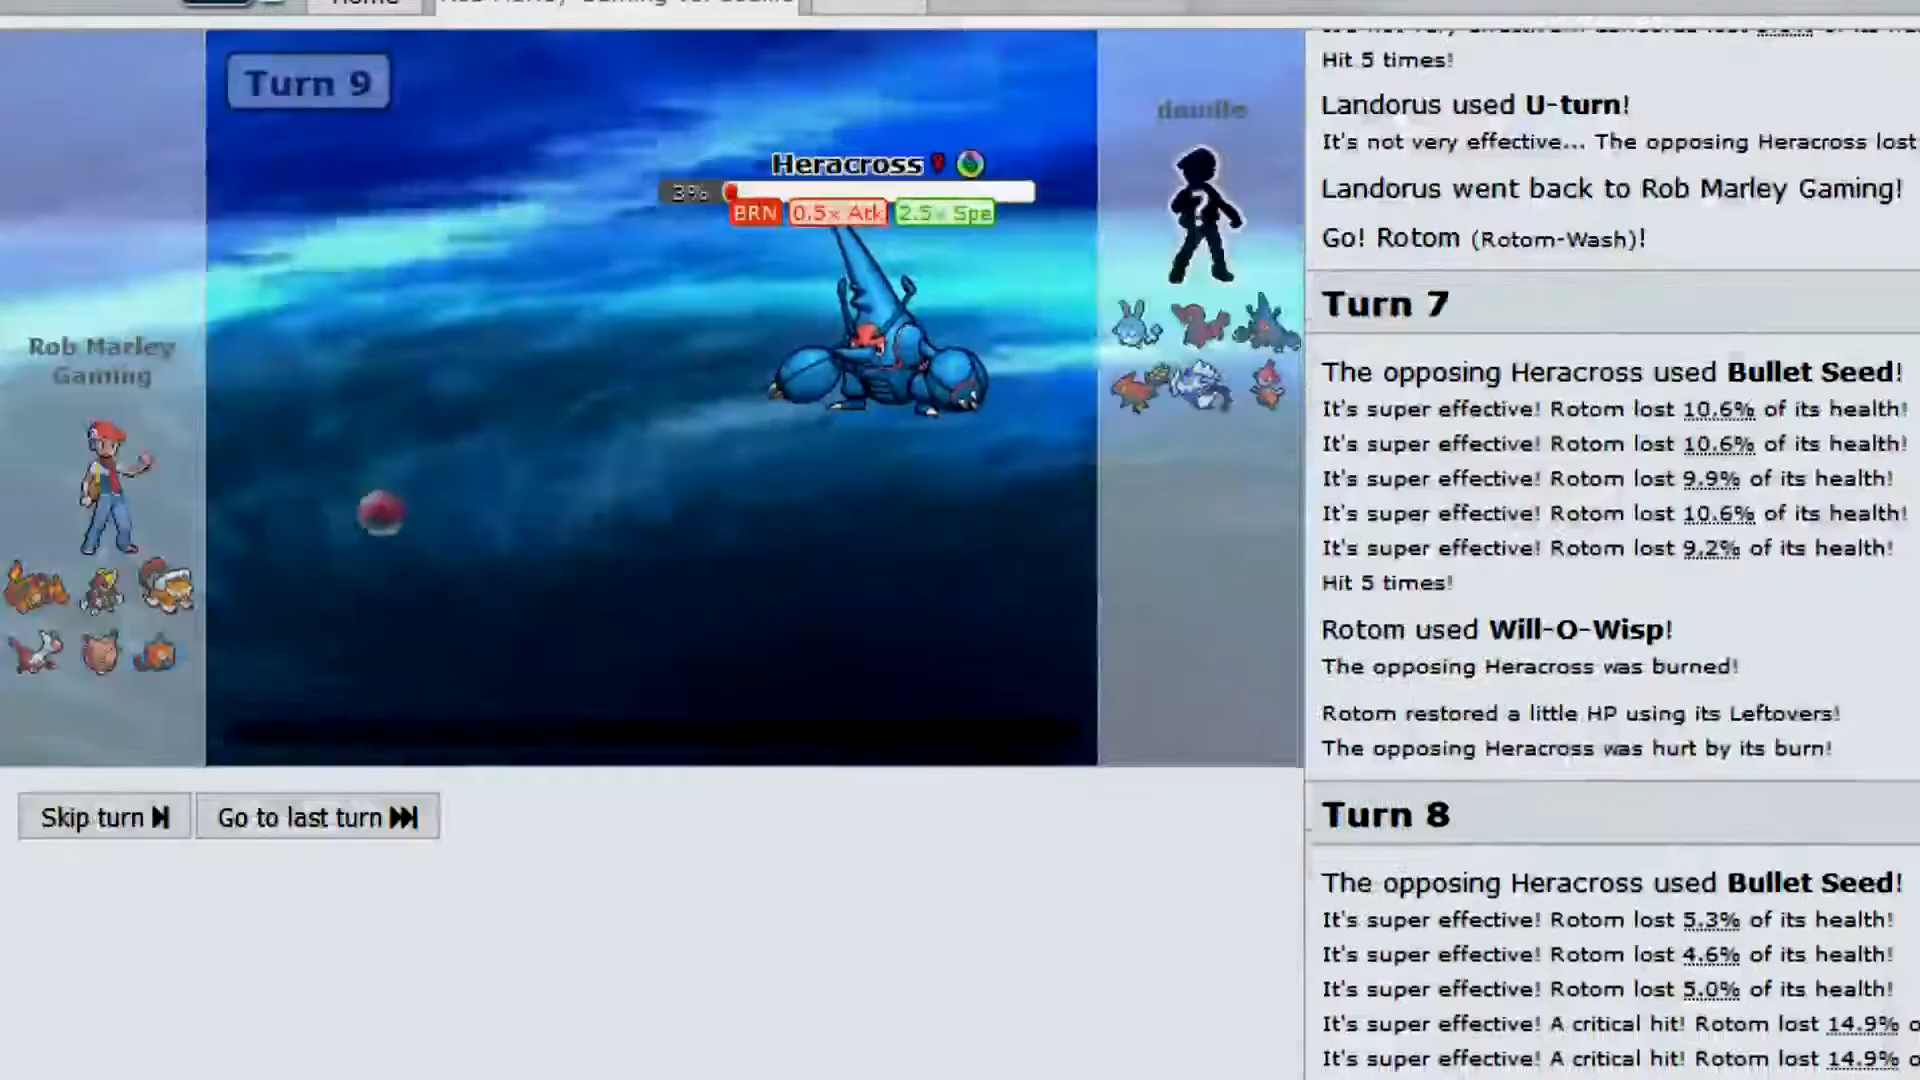 Home
Turn 9
Heracross
3%
BRN
0.5× Atk
2.5× Spe
Rob Marley
Gaming
Skip turn
Go to last turn
Hit 5 times!
Landorus used U-turn!
It's not very effective... The opposing Heracross lost
Landorus went back to Rob Marley Gaming!
Go! Rotom (Rotom-Wash)!
Turn 7
The opposing Heracross used Bullet Seed!
It's super effective! Rotom lost 10.6% of its health!
It's super effective! Rotom lost 10.6% of its health!
It's super effective! Rotom lost 9.9% of its health!
It's super effective! Rotom lost 10.6% of its health!
It's super effective! Rotom lost 9.2% of its health!
Hit 5 times!
Rotom used Will-O-Wisp!
The opposing Heracross was burned!
Rotom restored a little HP using its Leftovers!
The opposing Heracross was hurt by its burn!
Turn 8
The opposing Heracross used Bullet Seed!
It's super effective! Rotom lost 5.3% of its health!
It's super effective! Rotom lost 4.6% of its health!
It's super effective! Rotom lost 5.0% of its health!
It's super effective! A critical hit! Rotom lost 14.9% o
It's super effective! A critical hit! Rotom lost 14.9% o